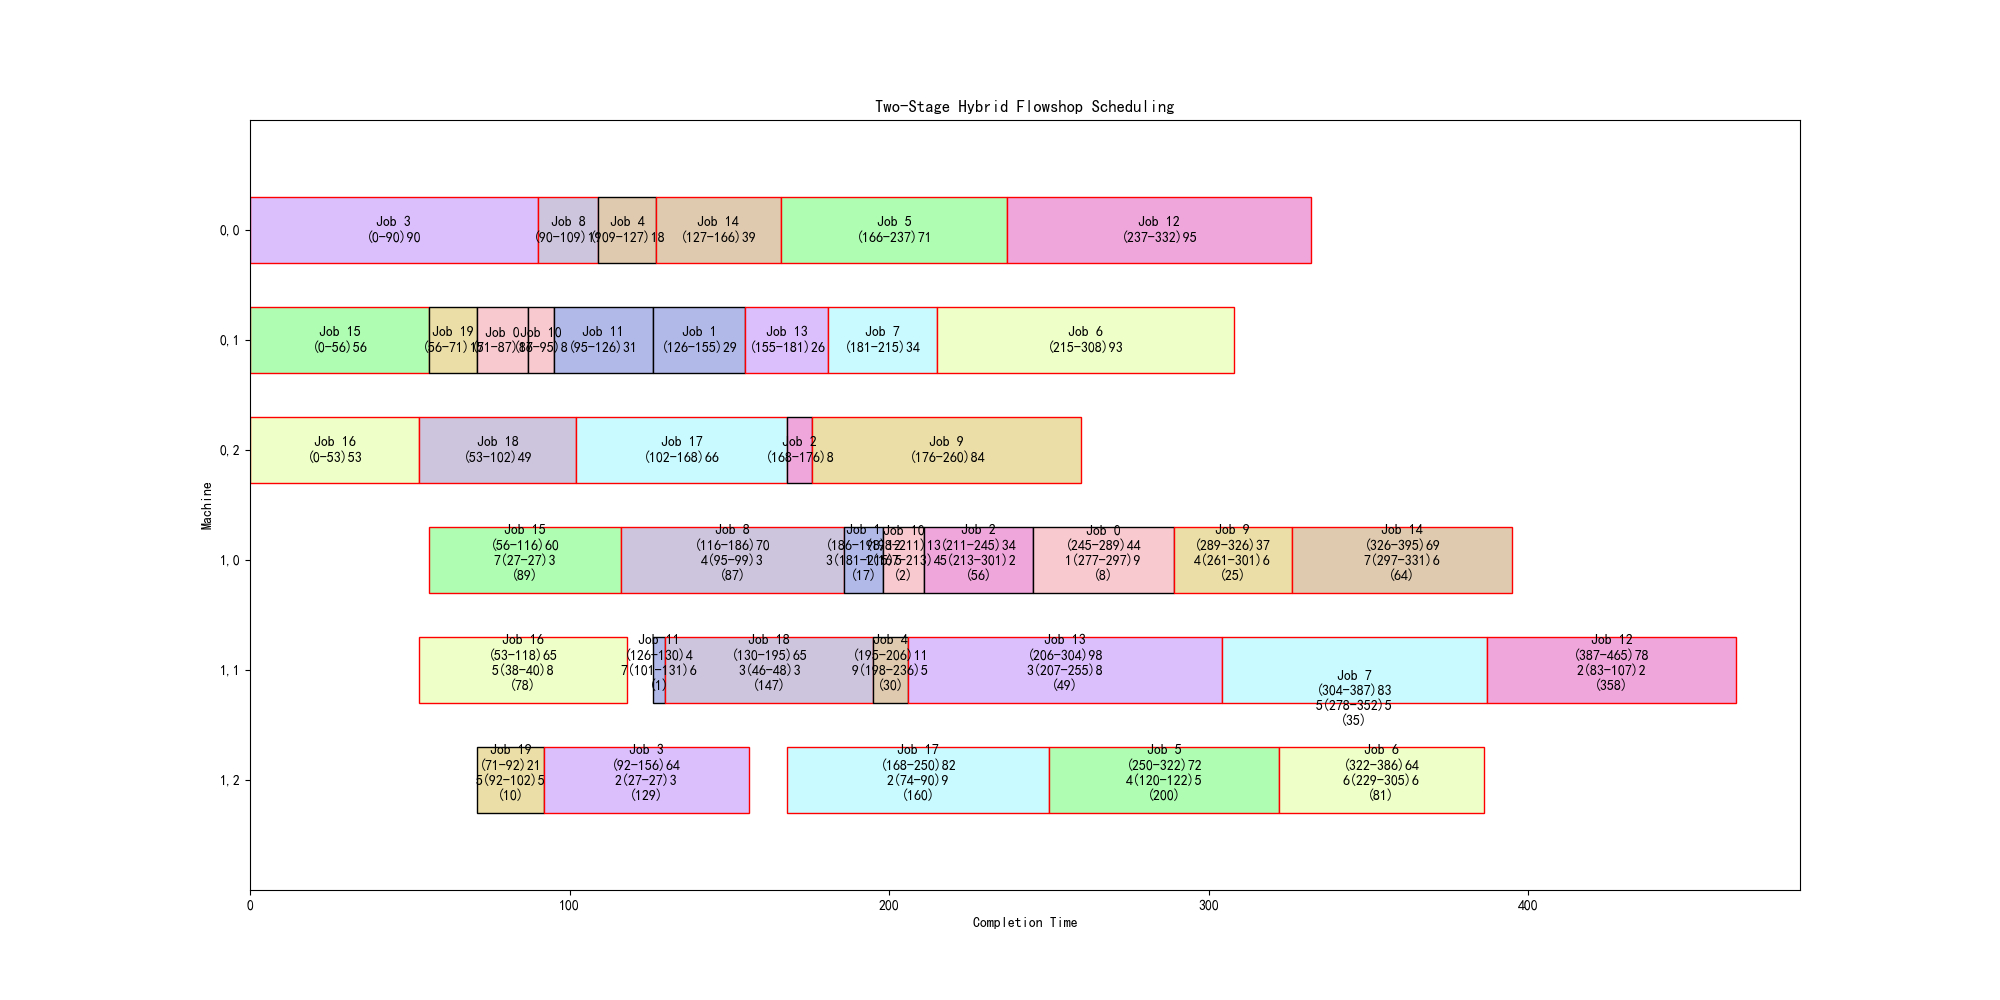 Two-Stage Hybrid Flowshop Scheduling
0,0
Job 3
(0-90)90
Job 8
(90-109)19
Job 4
(109-127)18
Job 14
(127-166)39
Job 5
(166-237)71
Job 12
(237-332)95
0,1
Job 15
(0-56)56
Job 19
(56-71)15
Job 0
(71-87)16
Job 10
(87-95)8
Job 11
(95-126)31
Job 1
(126-155)29
Job 13
(155-181)26
Job 7
(181-215)34
Job 6
(215-308)93
0,2
Job 16
(0-53)53
Job 18
(53-102)49
Job 17
(102-168)66
Job 2
(168-176)8
Job 9
(176-260)84
Machine
1,0
Job 15
(56-116)60
7(27-27)3
(89)
Job 8
(116-186)70
4(95-99)3
(87)
Job 1
(186-198)12
(17)
Job 10
(198-211)13
(2)
Job 2
(211-245)34
5(213-301)2
(56)
Job 0
(245-289)44
1(277-297)9
(8)
Job 9
(289-326)37
4(261-301)6
(25)
Job 14
(326-395)69
7(297-331)6
(64)
1,1
Job 16
(53-118)65
5(38-40)8
(78)
Job 11
(126-130)4
7(101-131)6
(1)
Job 18
(130-195)65
3(46-48)3
(147)
Job 4
(195-206)11
9(198-236)5
(30)
Job 13
(206-304)98
3(207-255)8
(49)
Job 7
(304-387)83
5(278-352)5
(35)
Job 12
(387-465)78
2(83-107)2
(358)
1,2
Job 19
(71-92)21
5(92-102)5
(10)
Job 3
(92-156)64
2(27-27)3
(129)
Job 17
(168-250)82
2(74-90)9
(160)
Job 5
(250-322)72
4(120-122)5
(200)
Job 6
(322-386)64
6(229-305)6
(81)
0
100
200
300
400
Completion Time